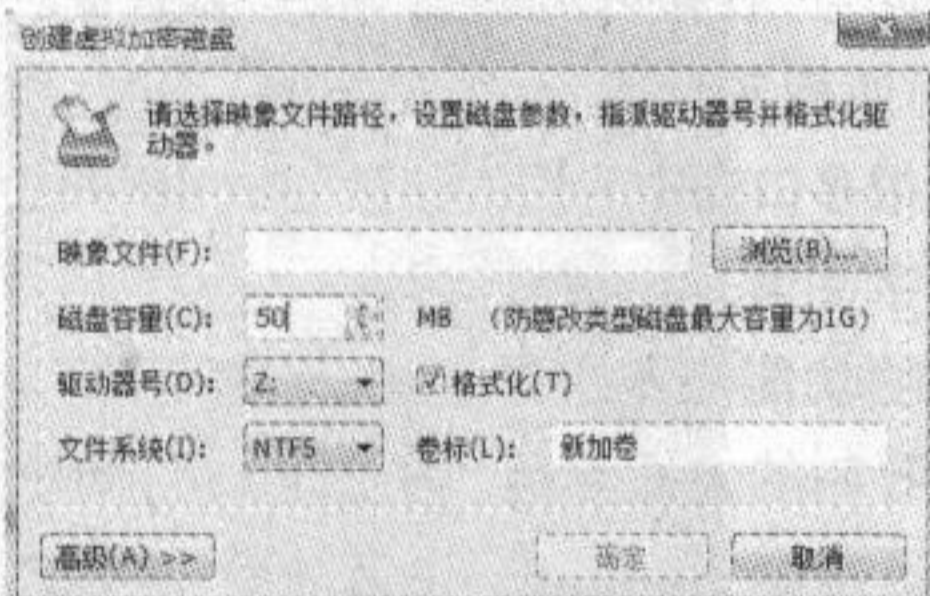 创建虚拟加密磁盘
请选择映象文件路径，设置磁盘参数，指派驱动器号并格式化驱
动器。
映象文件(F): 浏览(B)...
磁盘容量(C): 50 MB （防篡改类型磁盘最大容量为1G）
驱动器号(D): Z: 格式化(T)
文件系统(I): NTFS 卷标(L): 新加卷
高级(A) >> 确定 取消